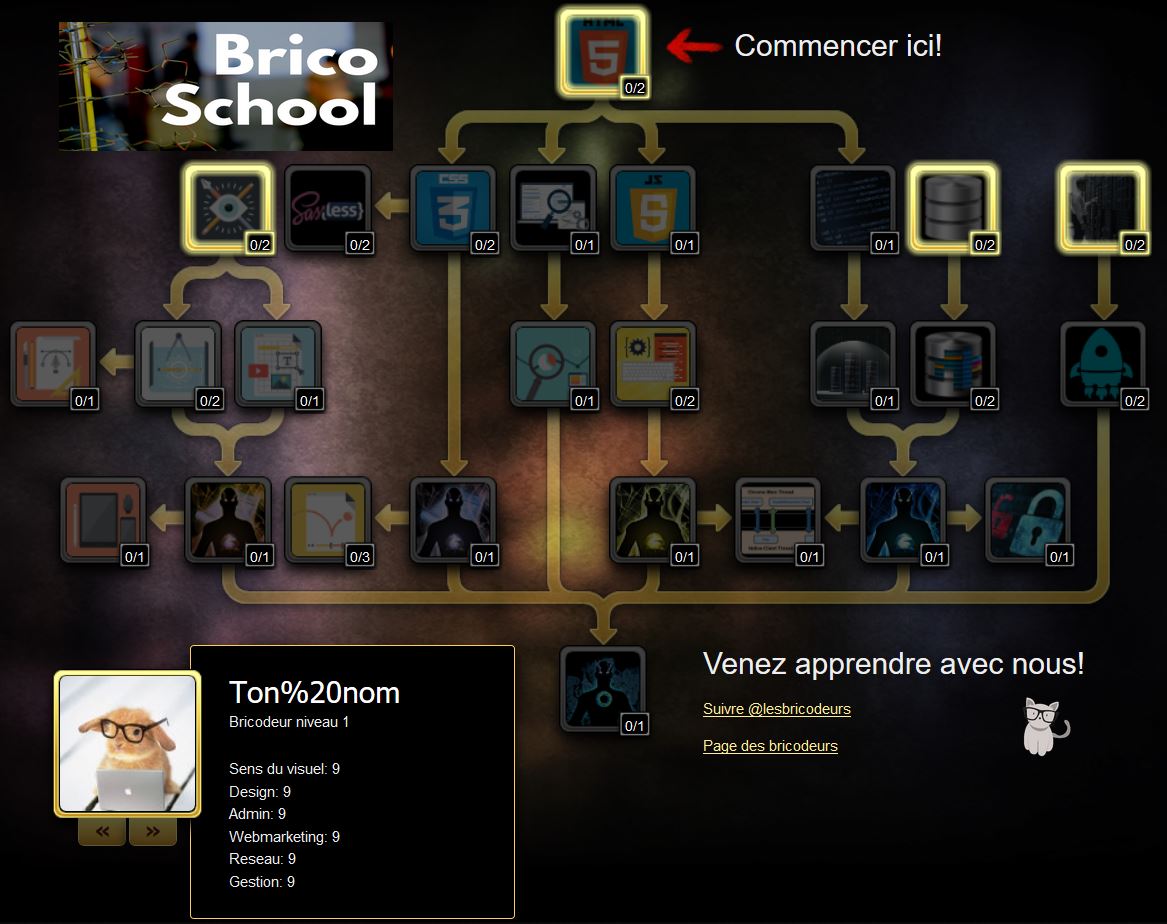 Brico
School
HTML
5
0/2
Commencer ici!
0/2
Sass {less}
0/2
CSS
3
0/2
0/1
JS
5
0/1
0/1
0/2
0/2
0/1
0/2
T
0/1
0/1
0/2
0/1
0/2
0/2
0/1
0/1
0/3
0/1
0/1
0/1
0/1
0/1
0/1
Ton%20nom
Bricodeur niveau 1
Sens du visuel: 9
Design: 9
Admin: 9
Webmarketing: 9
Reseau: 9
Gestion: 9
« »
Venez apprendre avec nous!
Suivre @lesbricodeurs
Page des bricodeurs